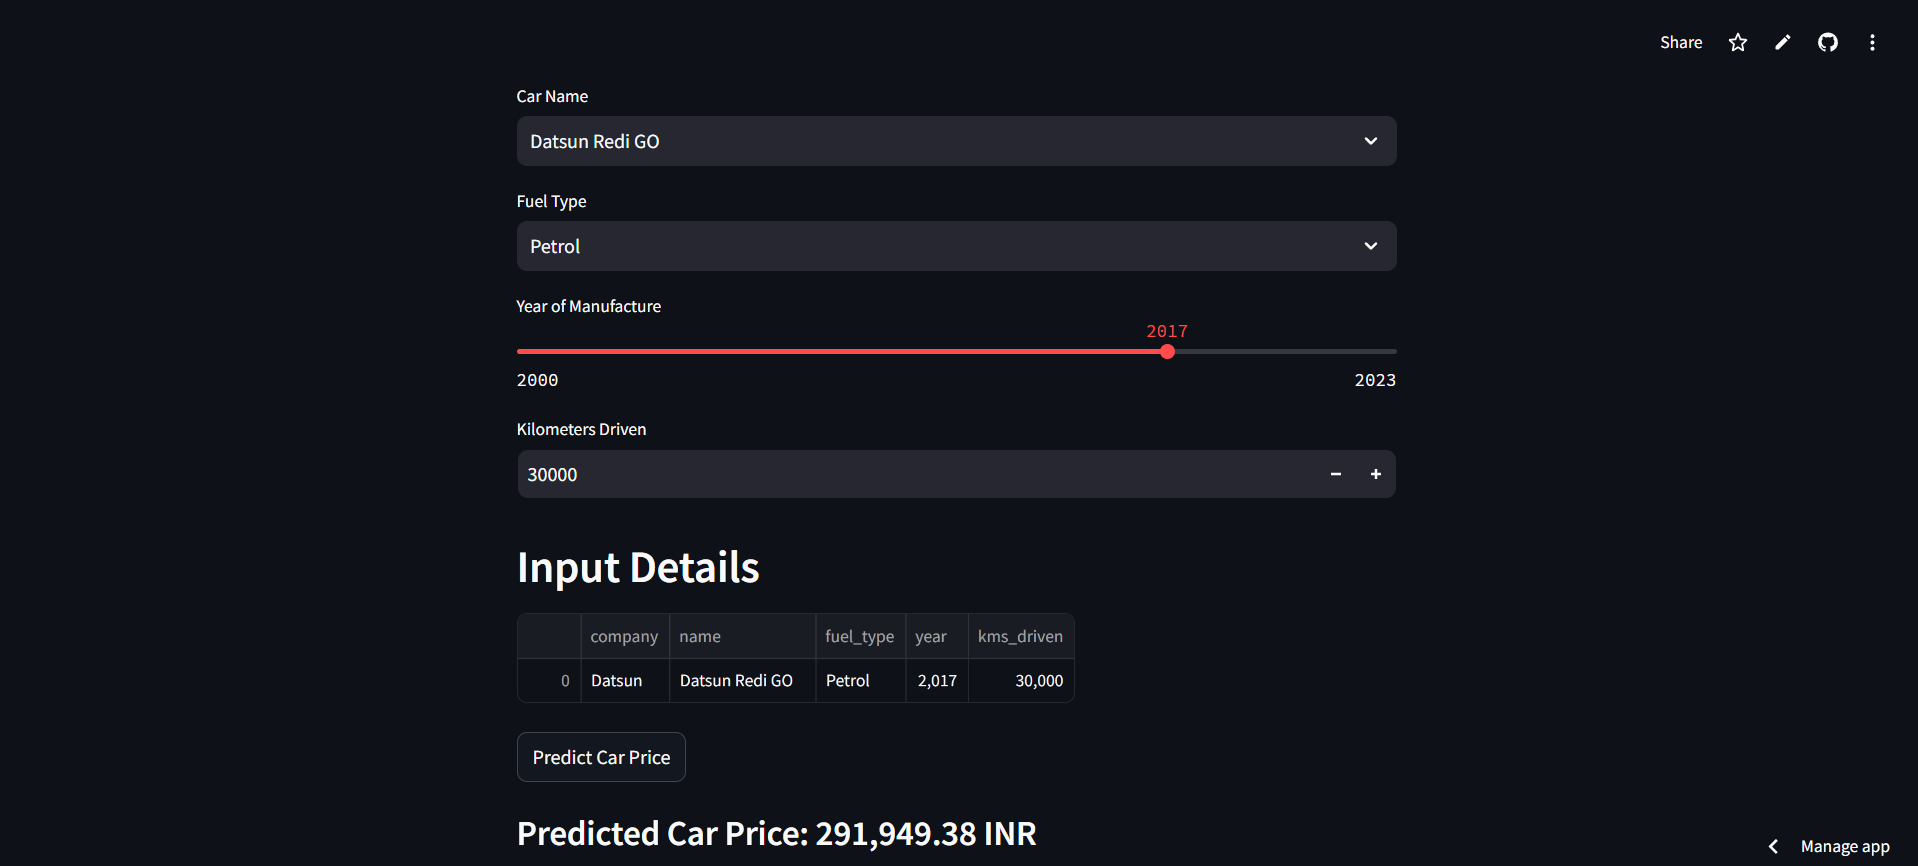 Share
Car Name
Datsun Redi GO
Fuel Type
Petrol
Year of Manufacture
2017
2000 2023
Kilometers Driven
30000
Input Details
company name fuel_type year kms_driven
0 Datsun Datsun Redi GO Petrol 2,017 30,000
Predict Car Price
Predicted Car Price: 291,949.38 INR
Manage app